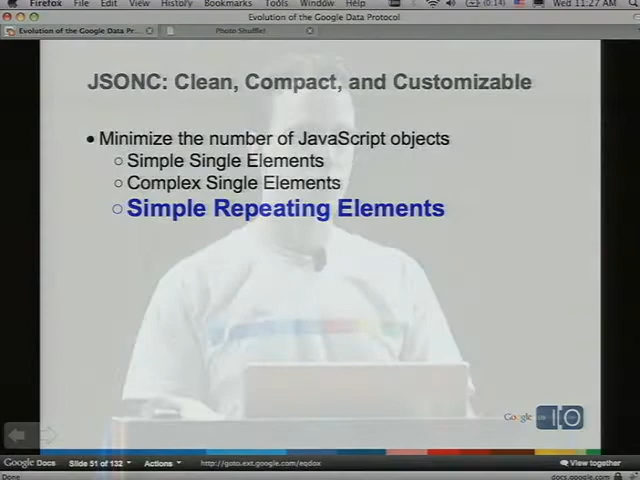 Firefox File Edit View History Bookmarks Tools Window Help (0:14) Wed 11:27 AM
Evolution of the Google Data Protocol
Evolution of the Google Data Pr... Photo Shuffle!
JSONC: Clean, Compact, and Customizable
Minimize the number of JavaScript objects
Simple Single Elements
Complex Single Elements
Simple Repeating Elements
Google IO
Google Docs Slide 51 of 132 Actions http://goto.ext.google.com/eqdox View together
Done docs.google.com